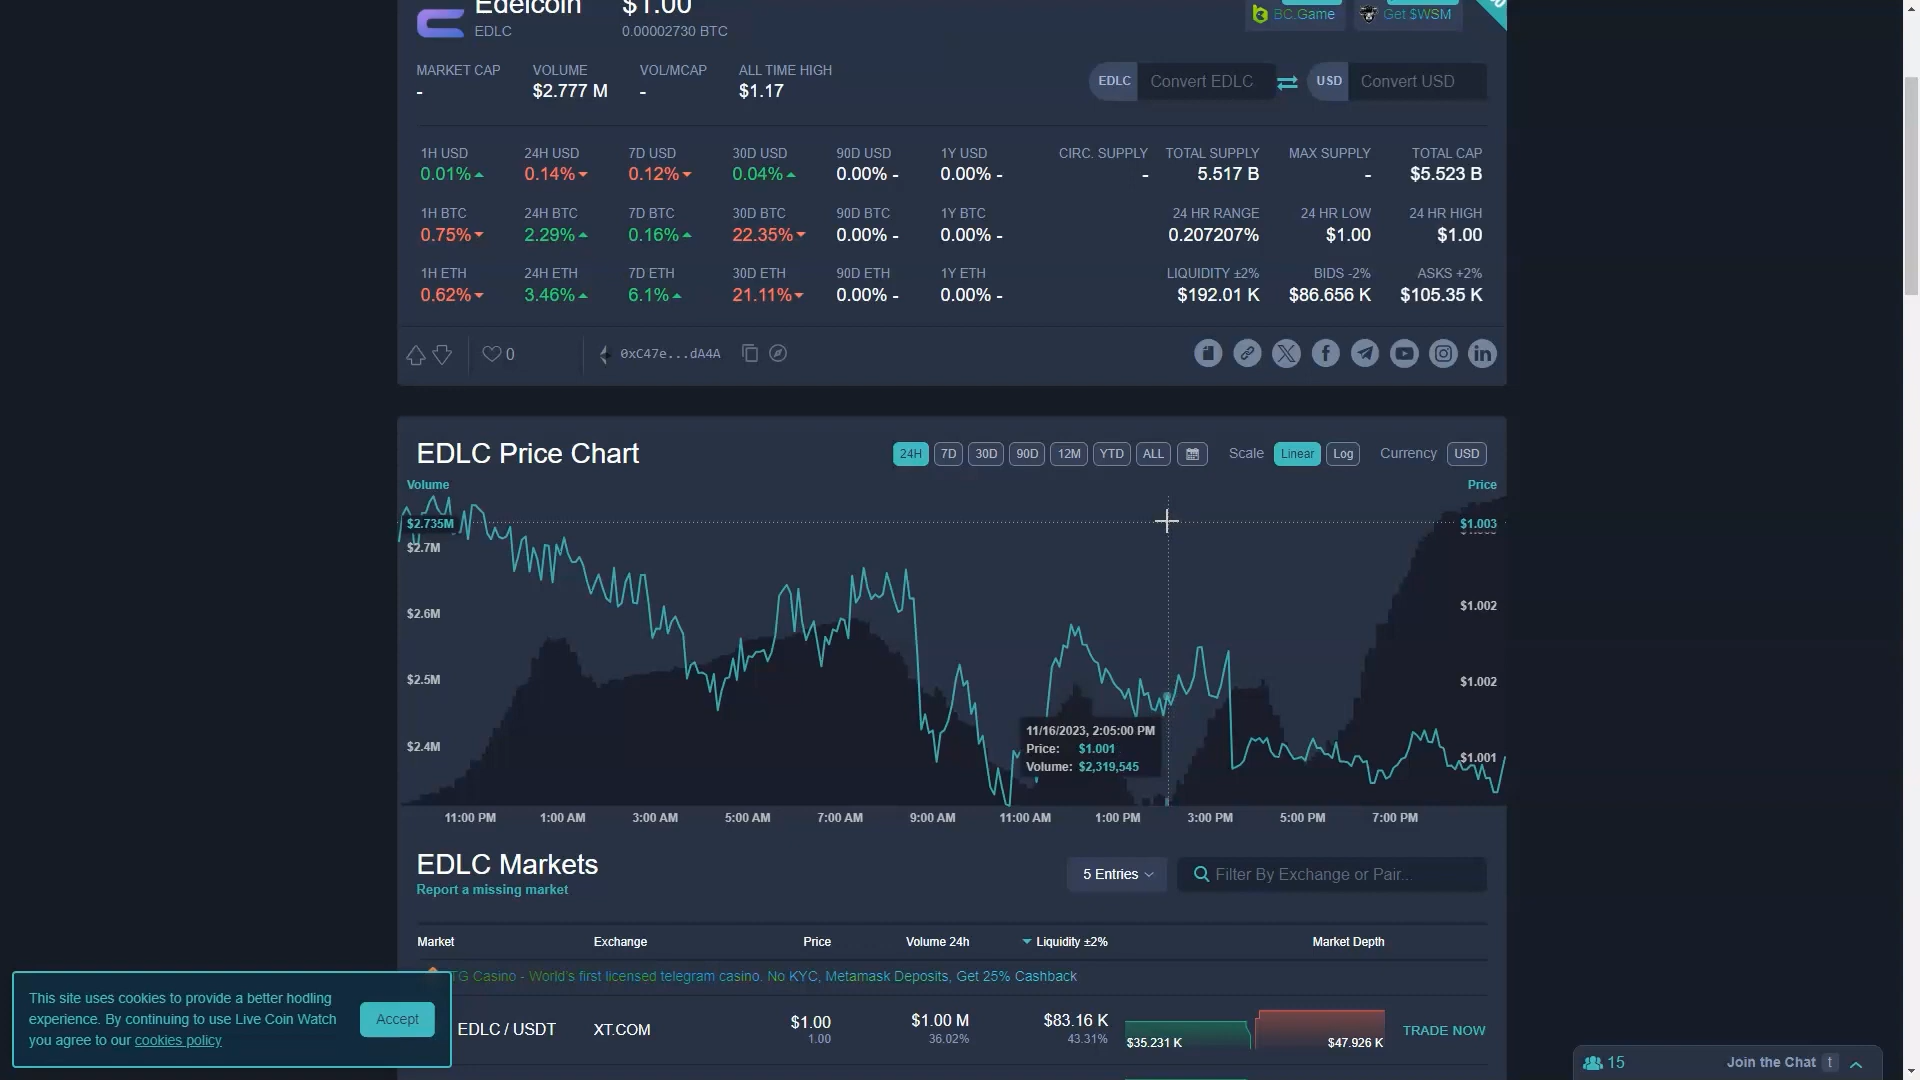 Edelcoin
$1.00
EDLC
0.00002730 BTC
BC.Game
Get $WSM
MARKET CAP
-
VOLUME
$2.777 M
VOL/MCAP
-
ALL TIME HIGH
$1.17
EDLC
Convert EDLC
USD
Convert USD
1H USD 24H USD 7D USD 30D USD 90D USD 1Y USD
0.01% 0.14% 0.12% 0.04% 0.00% - 0.00% -
CIRC. SUPPLY TOTAL SUPPLY MAX SUPPLY TOTAL CAP
- 5.517 B - $5.523 B
1H BTC 24H BTC 7D BTC 30D BTC 90D BTC 1Y BTC
0.75% 2.29% 0.16% 22.35% 0.00% - 0.00% -
24 HR RANGE 24 HR LOW 24 HR HIGH
0.207207% $1.00 $1.00
1H ETH 24H ETH 7D ETH 30D ETH 90D ETH 1Y ETH
0.62% 3.46% 6.1% 21.11% 0.00% - 0.00% -
LIQUIDITY ±2% BIDS -2% ASKS +2%
$192.01 K $86.656 K $105.35 K
0
0xC47e...dA4A
EDLC Price Chart
24H 7D 30D 90D 12M YTD ALL
Scale Linear Log
Currency USD
Volume
Price
$2.735M
$1.003
$2.7M
$2.6M
$1.002
$2.5M
$1.002
$2.4M
$1.001
11/16/2023, 2:05:00 PM
Price: $1.001
Volume: $2,319,545
11:00 PM 1:00 AM 3:00 AM 5:00 AM 7:00 AM 9:00 AM 11:00 AM 1:00 PM 3:00 PM 5:00 PM 7:00 PM
EDLC Markets
Report a missing market
5 Entries
Filter By Exchange or Pair...
Market Exchange Price Volume 24h Liquidity ±2% Market Depth
TG Casino - World's first licensed telegram casino. No KYC, Metamask Deposits, Get 25% Cashback
EDLC / USDT XT.COM $1.00 $1.00 M $83.16 K
1.00 36.02% 43.31%
$35.231 K $47.926 K
TRADE NOW
This site uses cookies to provide a better hodling
experience. By continuing to use Live Coin Watch
you agree to our cookies policy
Accept
15
Join the Chat t